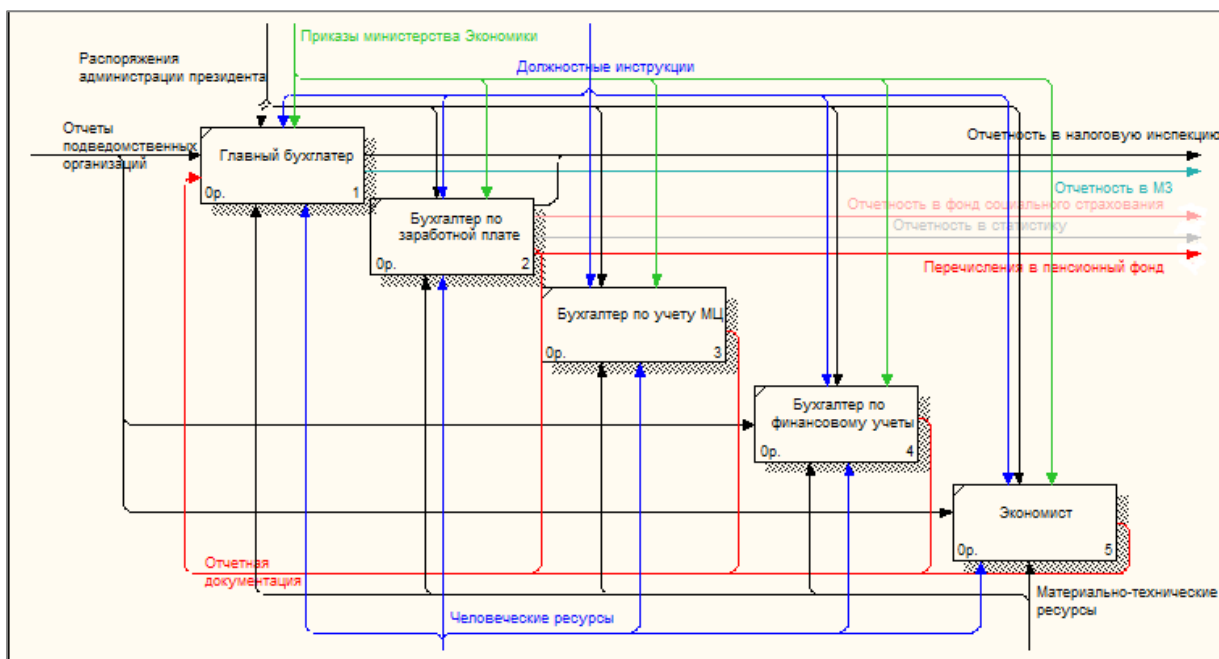 Приказы министерства Экономики
Распоряжения
администрации президента
Должностные инструкции
Отчеты
подведомственных
организаций
Главный бухглатер
0р.
1
Отчетность в налоговую инспекцию
Отчетность в МЗ
Бухгалтер по
заработной плате
0р.
2
Отчетность в фонд социального страхования
Отчетность в статистику
Перечисления в пенсионный фонд
Бухгалтер по учету МЦ
0р.
3
Бухгалтер по
финансовому учеты
0р.
4
Экономист
0р.
5
Отчетная
документация
Материально-технические
ресурсы
Человеческие ресурсы